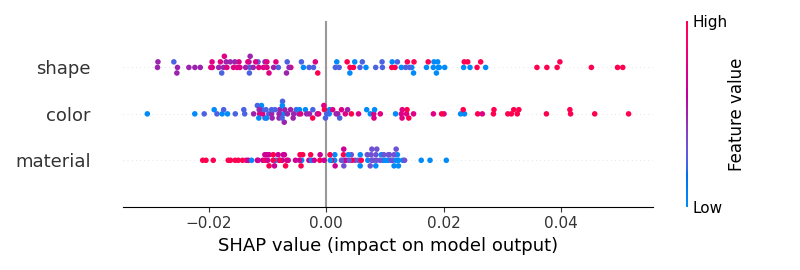 High
shape
color
material
Feature value
Low
−0.02 0.00 0.02 0.04
SHAP value (impact on model output)